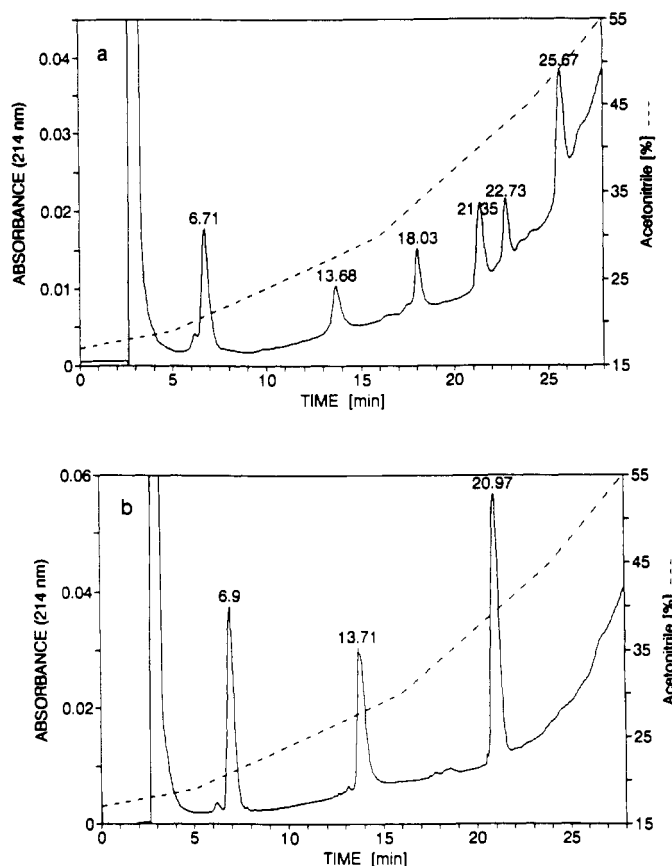 a
ABSORBANCE (214 nm)
0.04
0.03
0.02
0.01
0
6.71
13.68
18.03
21.35
22.73
25.67
55
45
35
25
15
Acetonitrile [%] ---
0 5 10 15 20 25
TIME [min]
b
ABSORBANCE (214 nm)
0.06
0.04
0.02
0
6.9
13.71
20.97
55
45
35
25
15
Acetonitrile [%] ---
0 5 10 15 20 25
TIME [min]